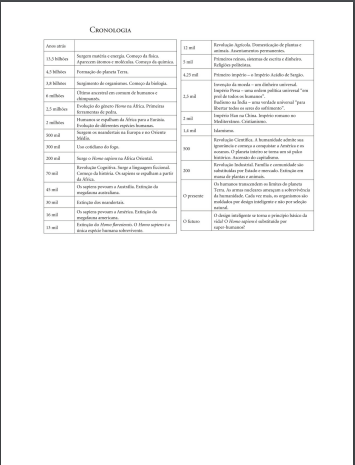 CRONOLOGIA
Anos atrás
13,5 bilhões
Surgem matéria e energia. Começo da física.
Aparecem átomos e moléculas. Começo da química.
4,5 bilhões
Formação do planeta Terra.
3,8 bilhões
Surgimento de organismos. Começo da biologia.
6 milhões
Última ancestral em comum de humanos e
chimpanzés.
2,5 milhões
Evolução do gênero Homo na África. Primeiras
ferramentas de pedra.
2 milhões
Humanos se espalham da África para a Eurásia.
Evolução de diferentes espécies humanas.
500 mil
Surgem os neandertais na Europa e no Oriente
Médio.
300 mil
Uso cotidiano do fogo.
200 mil
Surge o Homo sapiens na África Oriental.
70 mil
Revolução Cognitiva. Surge a linguagem ficcional.
Começo da história. Os sapiens se espalham a partir
da África.
45 mil
Os sapiens povoam a Austrália. Extinção da
megafauna australiana.
30 mil
Extinção dos neandertais.
16 mil
Os sapiens povoam a América. Extinção da
megafauna americana.
13 mil
Extinção do Homo floresiensis. O Homo sapiens é a
única espécie humana sobrevivente.
12 mil
Revolução Agrícola. Domesticação de plantas e
animais. Assentamentos permanentes.
5 mil
Primeiros reinos, sistemas de escrita e dinheiro.
Religiões politeístas.
4,25 mil
Primeiro império – o Império Acádio de Sargão.
2,5 mil
Invenção da moeda – um dinheiro universal.
Império Persa – uma ordem política universal "em
prol de todos os humanos".
Budismo na Índia – uma verdade universal "para
libertar todos os seres do sofrimento".
2 mil
Império Han na China. Império romano no
Mediterrâneo. Cristianismo.
1,4 mil
Islamismo.
500
Revolução Científica. A humanidade admite sua
ignorância e começa a conquistar a América e os
oceanos. O planeta inteiro se torna um só palco
histórico. Ascensão do capitalismo.
200
Revolução Industrial. Família e comunidade são
substituídas por Estado e mercado. Extinção em
massa de plantas e animais.
O presente
Os humanos transcendem os limites do planeta
Terra. As armas nucleares ameaçam a sobrevivência
da humanidade. Cada vez mais, os organismos são
moldados por design inteligente e não por seleção
natural.
O futuro
O design inteligente se torna o princípio básico da
vida? O Homo sapiens é substituído por
super-humanos?